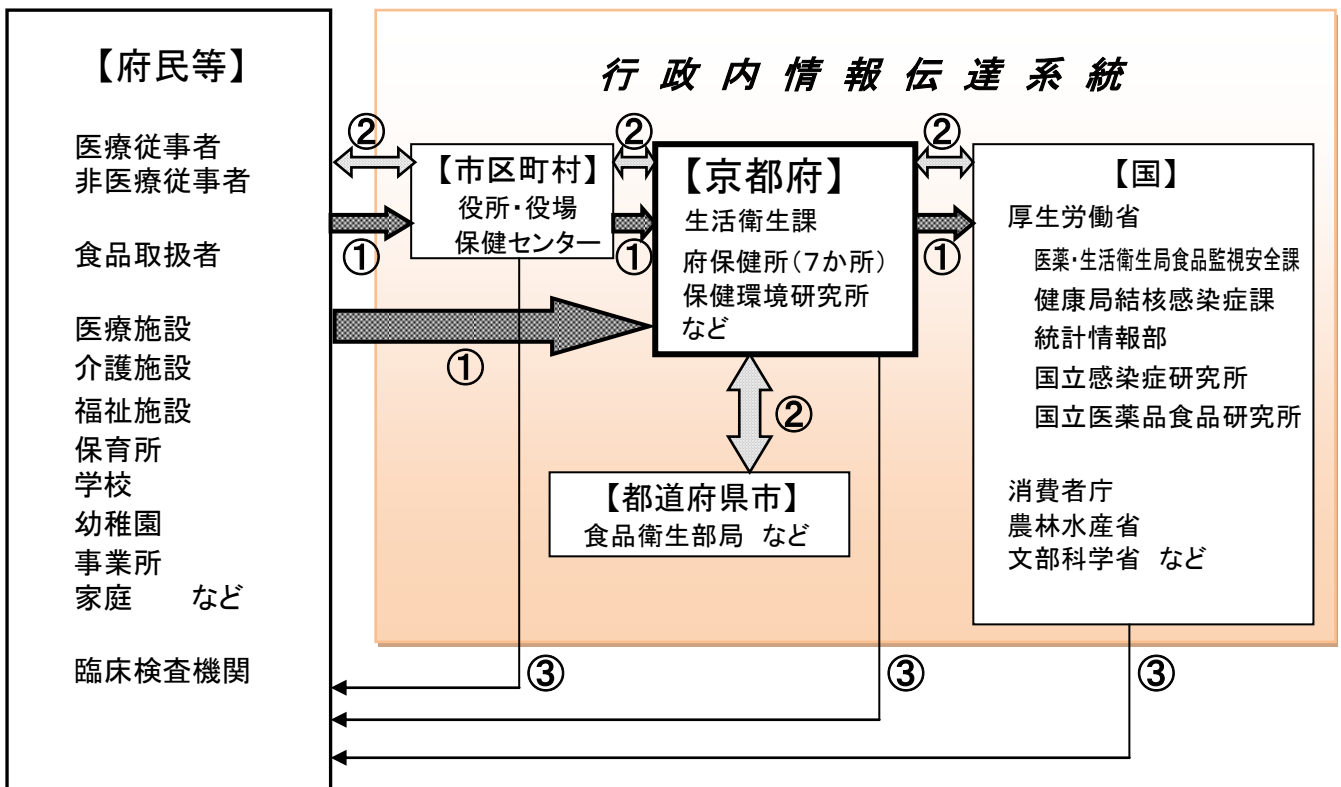 【府民等】
医療従事者
非医療従事者
食品取扱者
医療施設
介護施設
福祉施設
保育所
学校
幼稚園
事業所
家庭　など
臨床検査機関
行政内情報伝達系統
②
②
②
【市区町村】
役所・役場
保健センター
①
①
①
①
【京都府】
生活衛生課
府保健所(7か所)
保健環境研究所
など
②
【都道府県市】
食品衛生部局　など
【国】
厚生労働省
医薬・生活衛生局食品監視安全課
健康局結核感染症課
統計情報部
国立感染症研究所
国立医薬品食品研究所
消費者庁
農林水産省
文部科学省　など
③
③
③